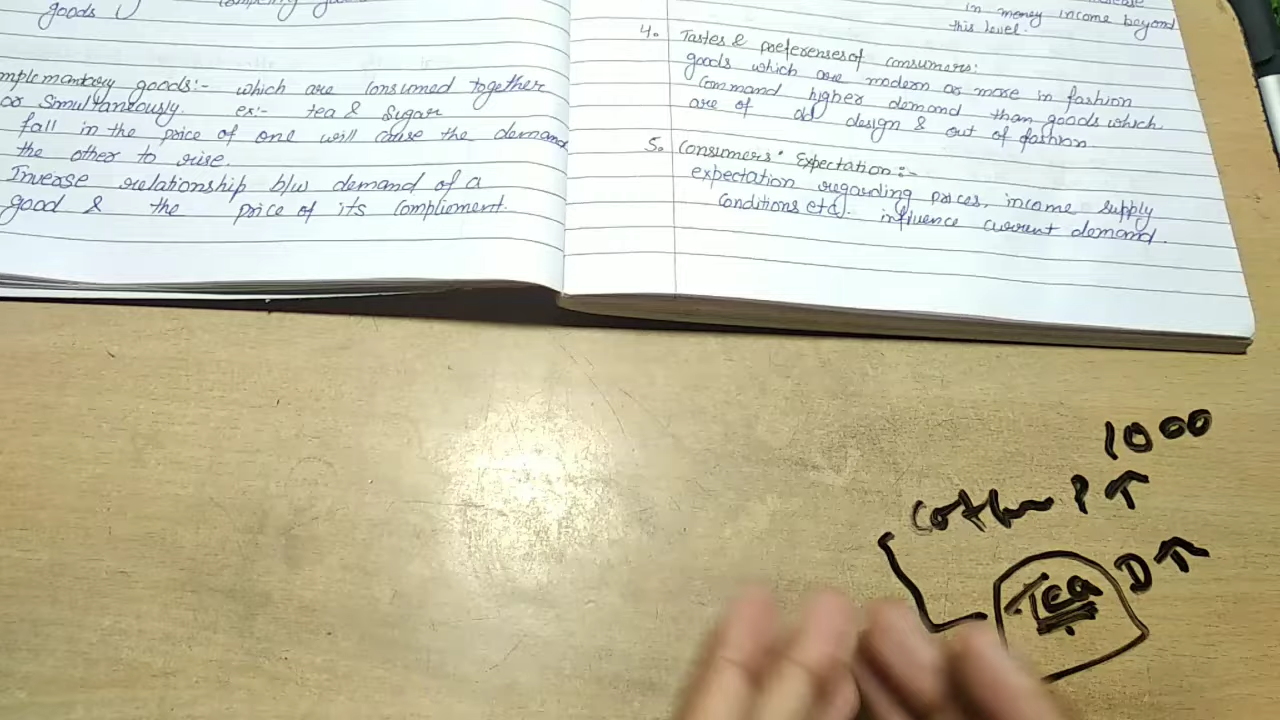 goods
mplemantary goods:- which are consumed together
or Simultaneously. ex:- tea & Sugar
fall in the price of one will cause the demand
the other to rise.
Inverse relationship b/w demand of a
good & the price of its complioment.
in money income beyond
this level.
4. Tastes & preferenses of consumers:
goods which are modern or more in fashion
Command higher demand than goods which
are of old design & out of fashion.
5. Consumers' Expectation:-
expectation regarding prices, income supply
Conditions etc). influence current demand.
1000
P ↑
Tea D ↑